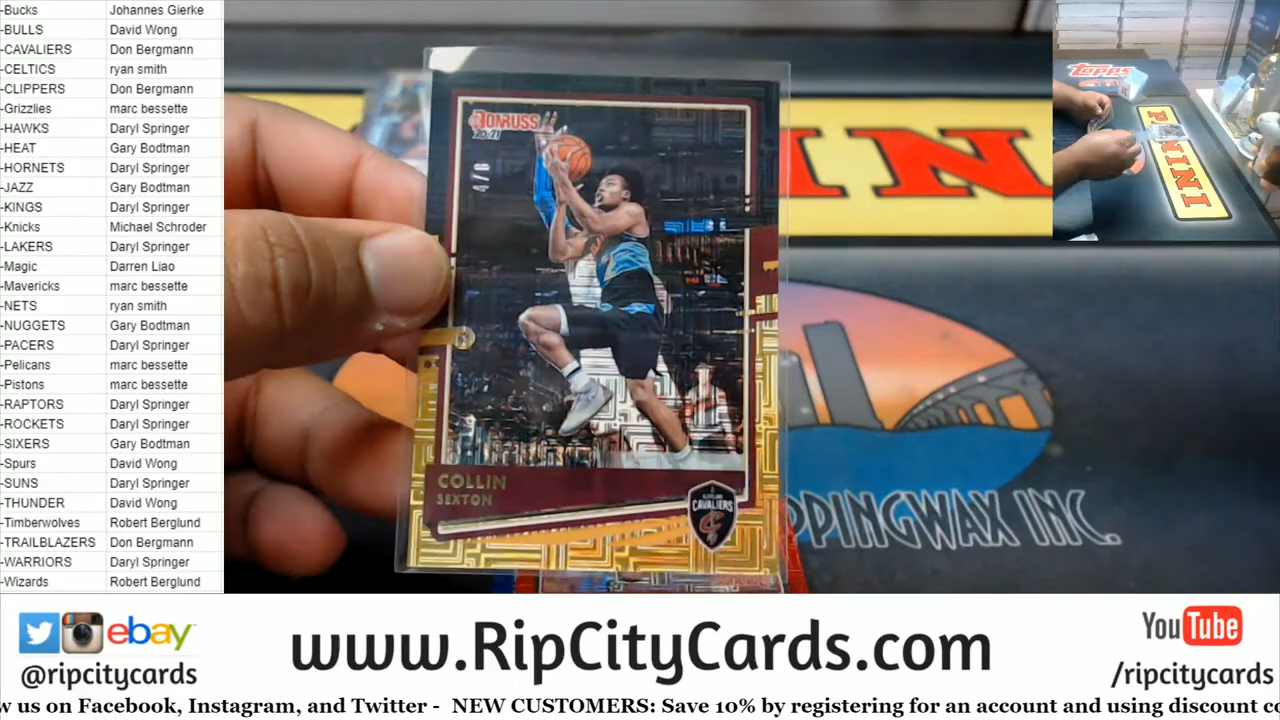 -Bucks Johannes Gierke
-BULLS David Wong
-CAVALIERS Don Bergmann
-CELTICS ryan smith
-CLIPPERS Don Bergmann
-Grizzlies marc bessette
-HAWKS Daryl Springer
-HEAT Gary Bodtman
-HORNETS Daryl Springer
-JAZZ Gary Bodtman
-KINGS Daryl Springer
-Knicks Michael Schroder
-LAKERS Daryl Springer
-Magic Darren Liao
-Mavericks marc bessette
-NETS ryan smith
-NUGGETS Gary Bodtman
-PACERS Daryl Springer
-Pelicans marc bessette
-Pistons marc bessette
-RAPTORS Daryl Springer
-ROCKETS Daryl Springer
-SIXERS Gary Bodtman
-Spurs David Wong
-SUNS Daryl Springer
-THUNDER David Wong
-Timberwolves Robert Berglund
-TRAILBLAZERS Don Bergmann
-WARRIORS Daryl Springer
-Wizards Robert Berglund
DONRUSS
20-21
4/8
COLLIN
SEXTON
CLEVELAND
CAVALIERS
C
INI
PPINGWAX INC.
Topps
PANINI
ebay
@ripcitycards
www.RipCityCards.com
YouTube
/ripcitycards
w us on Facebook, Instagram, and Twitter - NEW CUSTOMERS: Save 10% by registering for an account and using discount co